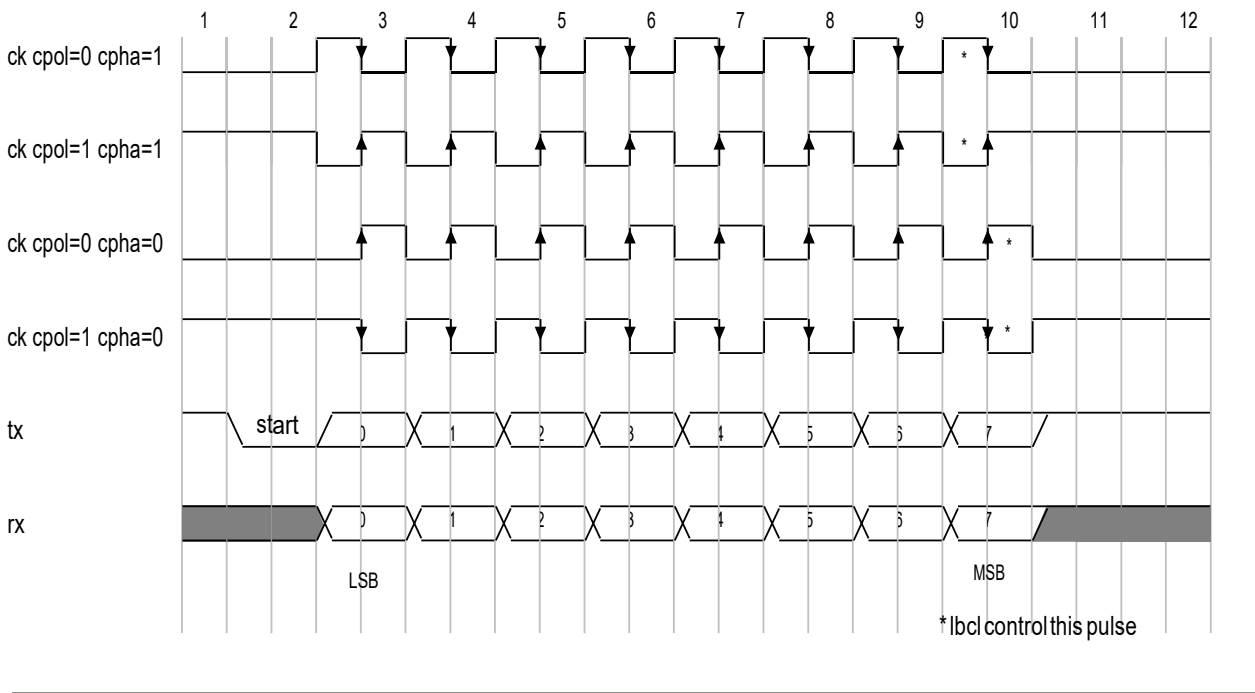 1 2 3 4 5 6 7 8 9 10 11 12
ck cpol=0 cpha=1
*
ck cpol=1 cpha=1
*
ck cpol=0 cpha=0
*
ck cpol=1 cpha=0
*
tx start 0 1 2 3 4 5 6 7
rx 0 1 2 3 4 5 6 7
LSB MSB
* lbcl control this pulse